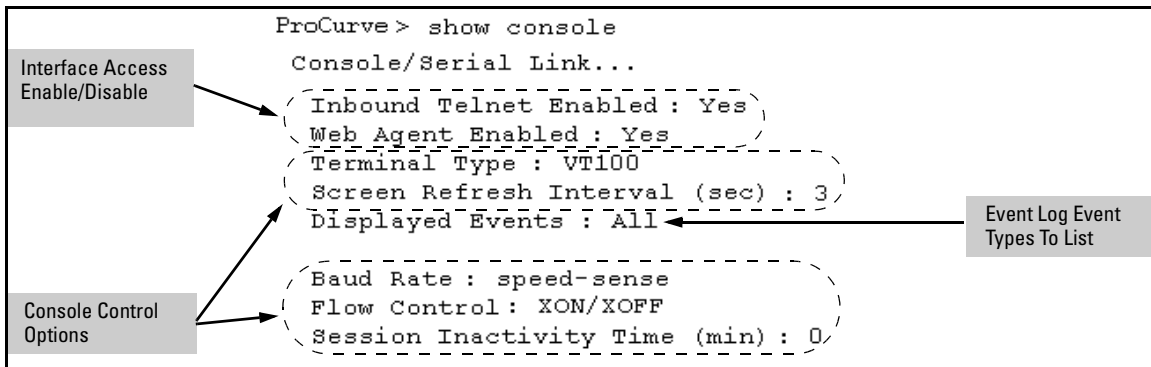 ProCurve> show console
Console/Serial Link...
Interface Access
Enable/Disable
Inbound Telnet Enabled : Yes
Web Agent Enabled : Yes
Terminal Type : VT100
Screen Refresh Interval (sec) : 3
Displayed Events : All
Event Log Event
Types To List
Baud Rate : speed-sense
Flow Control : XON/XOFF
Session Inactivity Time (min) : 0
Console Control
Options